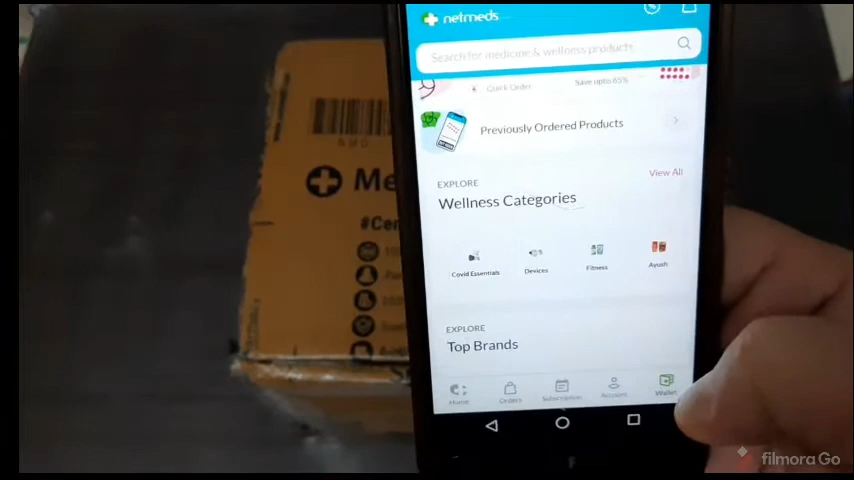 netmeds
Search for medicine & wellness products
Quick Order
Save upto 65%
Previously Ordered Products
EXPLORE
View All
Wellness Categories
Covid Essentials
Devices
Fitness
Ayush
EXPLORE
Top Brands
Home
Orders
Subscription
Account
Wallet
Me
#Cer
filmora Go